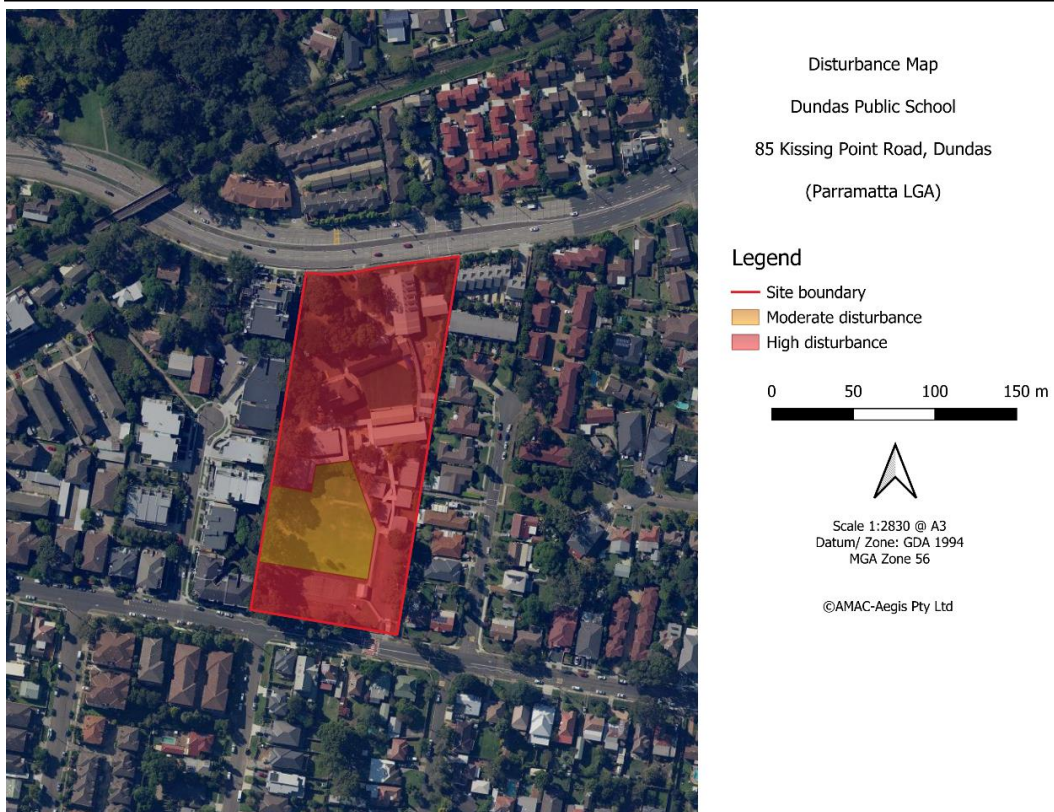 Disturbance Map
Dundas Public School
85 Kissing Point Road, Dundas
(Parramatta LGA)
Legend
Site boundary
Moderate disturbance
High disturbance
0 50 100 150 m
Scale 1:2830 @ A3
Datum/ Zone: GDA 1994
MGA Zone 56
©AMAC-Aegis Pty Ltd